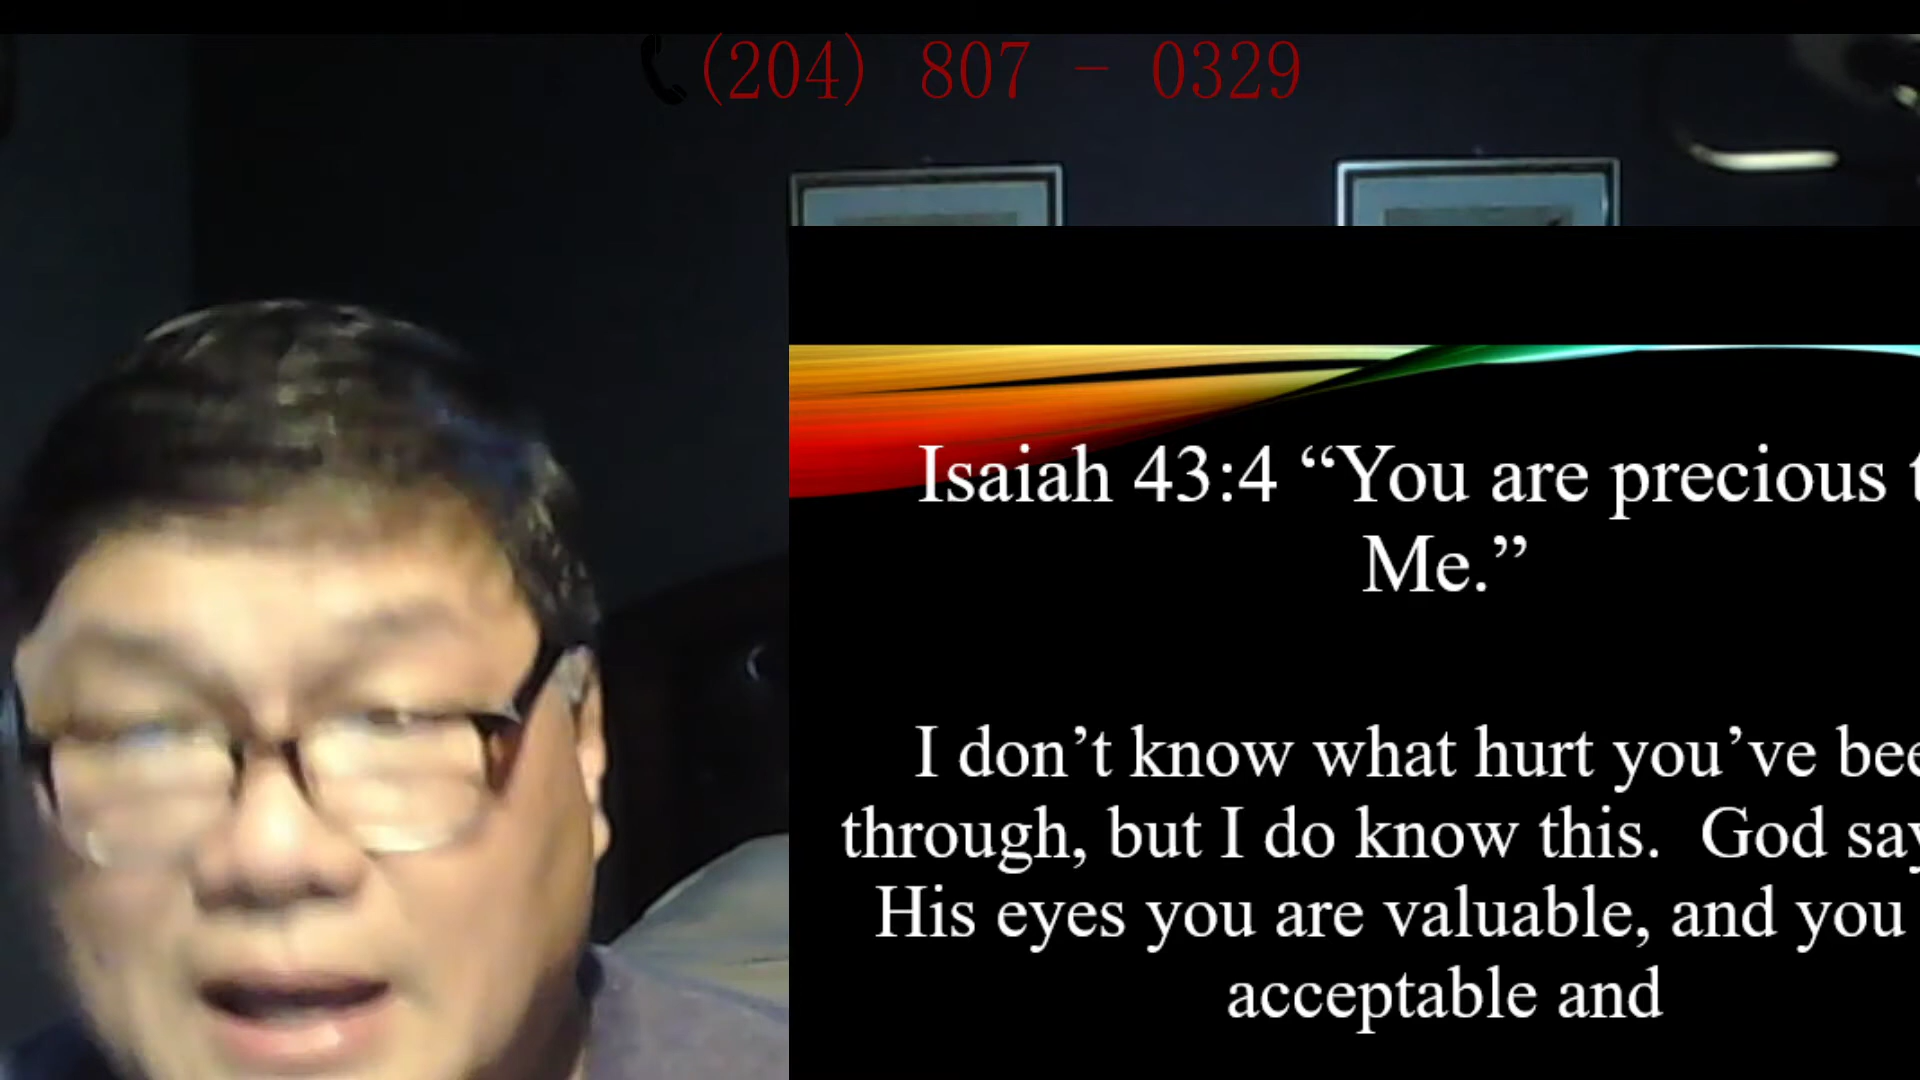 (204) 807 - 0329
Isaiah 43:4 “You are precious
Me.”
I don’t know what hurt you’ve
through, but I do know this. God
His eyes you are valuable, and you
acceptable and